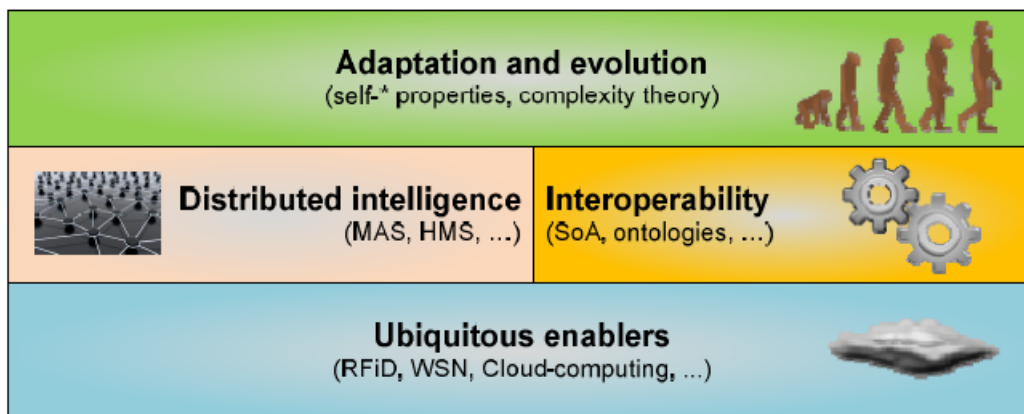 Adaptation and evolution
(self-* properties, complexity theory)
Distributed intelligence
(MAS, HMS, ...)
Interoperability
(SoA, ontologies, ...)
Ubiquitous enablers
(RFiD, WSN, Cloud-computing, ...)